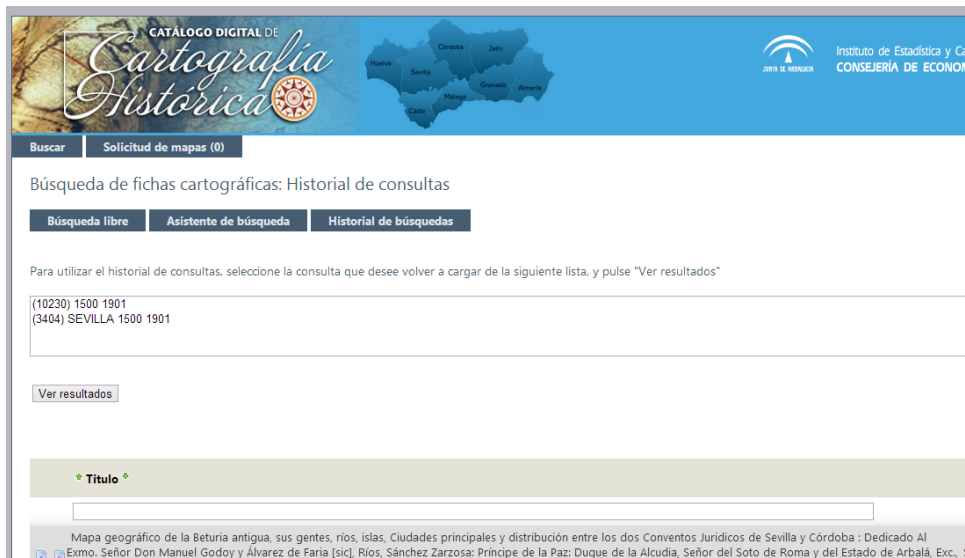 CATÁLOGO DIGITAL DE
Cartografía
Histórica
Huelva
Sevilla
Córdoba
Jaén
Granada
Almería
Málaga
Cádiz
JUNTA DE ANDALUCIA
Instituto de Estadística y Ca
CONSEJERÍA DE ECONOM
Buscar
Solicitud de mapas (0)
Búsqueda de fichas cartográficas: Historial de consultas
Búsqueda libre
Asistente de búsqueda
Historial de búsquedas
Para utilizar el historial de consultas, seleccione la consulta que desee volver a cargar de la siguiente lista, y pulse "Ver resultados"
(10230) 1500 1901
(3404) SEVILLA 1500 1901
Ver resultados
Titulo
Mapa geográfico de la Beturia antigua, sus gentes, ríos, islas, Ciudades principales y distribución entre los dos Conventos Juridicos de Sevilla y Córdoba : Dedicado Al
Exmo. Señor Don Manuel Godoy y Álvarez de Faria [sic], Ríos, Sánchez Zarzosa: Príncipe de la Paz: Duque de la Alcudia, Señor del Soto de Roma y del Estado de Arbalá, Exc.,